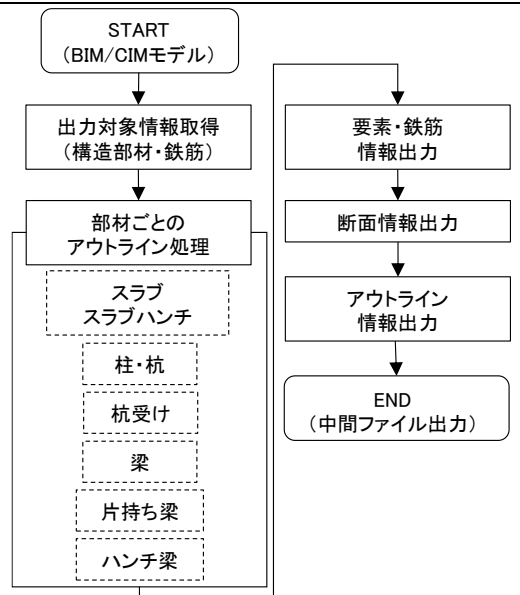 START
（BIM/CIMモデル）
出力対象情報取得
（構造部材・鉄筋）
部材ごとの
アウトライン処理
スラブ
スラブハンチ
柱・杭
杭受け
梁
片持ち梁
ハンチ梁
要素・鉄筋
情報出力
断面情報出力
アウトライン
情報出力
END
（中間ファイル出力）